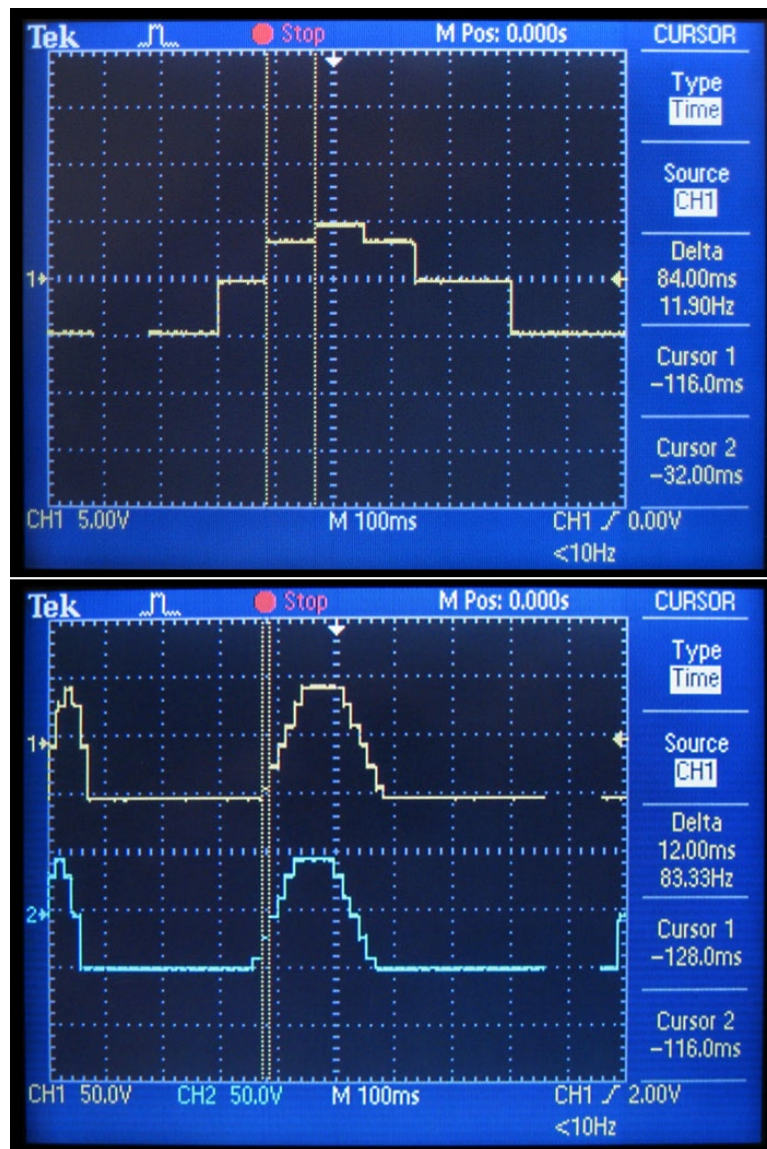 Tek Stop M Pos: 0.000s CURSOR
Type
Time
Source
CH1
Delta
84.00ms
11.90Hz
Cursor 1
-116.0ms
Cursor 2
-32.00ms
1
CH1 5.00V M 100ms CH1 0.00V
<10Hz
Tek Stop M Pos: 0.000s CURSOR
Type
Time
Source
CH1
Delta
12.00ms
83.33Hz
Cursor 1
-128.0ms
Cursor 2
-116.0ms
1
2
CH1 50.0V CH2 50.0V M 100ms CH1 2.00V
<10Hz